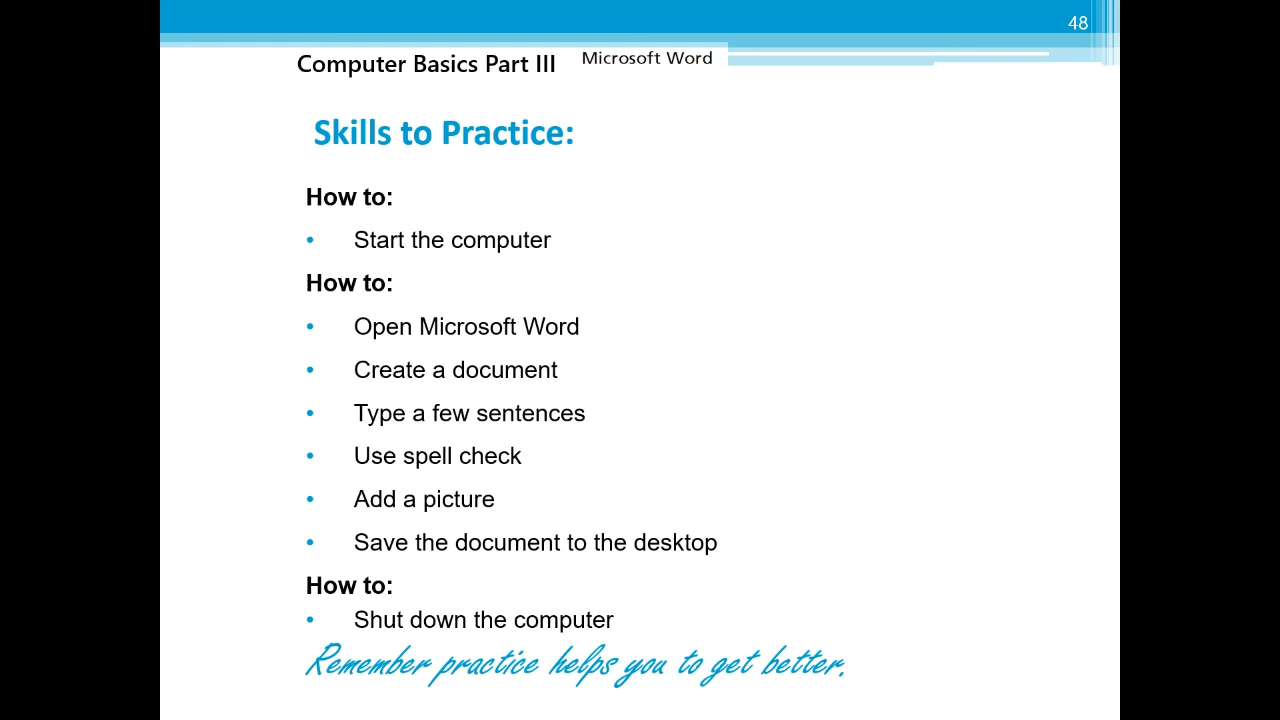 48
Computer Basics Part III
Microsoft Word
Skills to Practice:
How to:
• Start the computer
How to:
• Open Microsoft Word
• Create a document
• Type a few sentences
• Use spell check
• Add a picture
• Save the document to the desktop
How to:
• Shut down the computer
Remember practice helps you to get better.